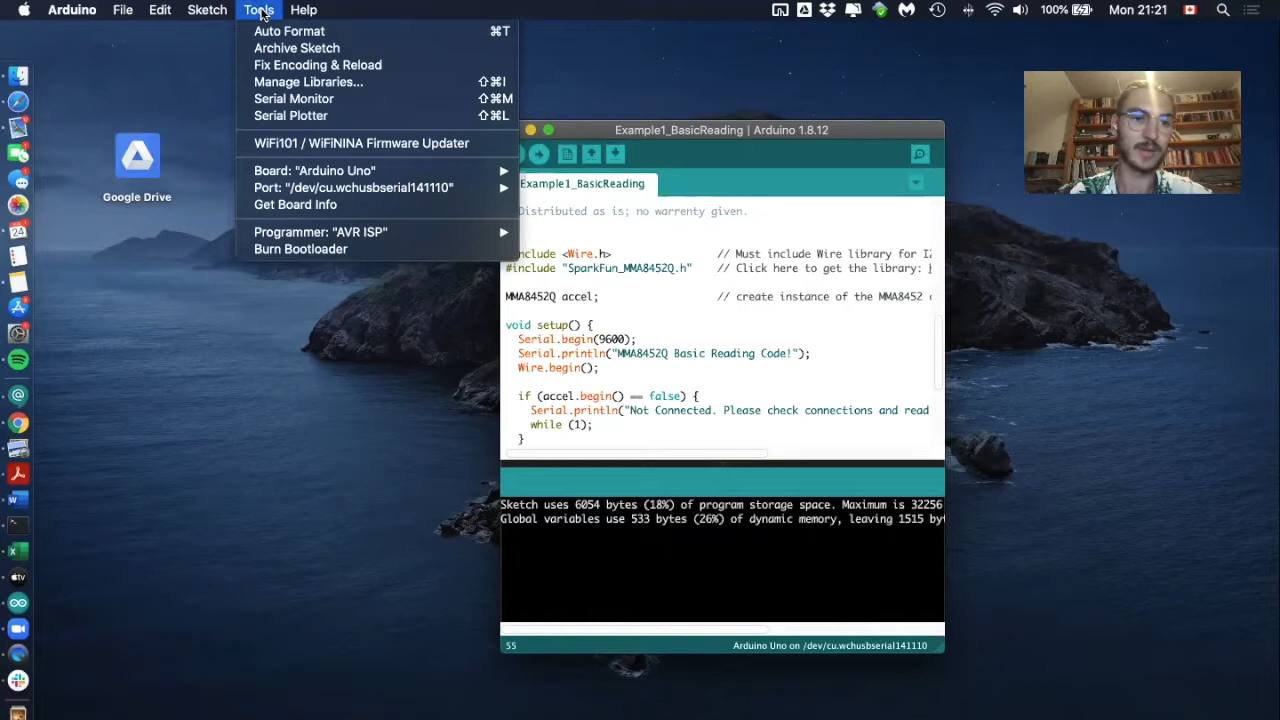 Arduino File Edit Sketch Tools Help 100% Mon 21:21
Auto Format ⌘T
Archive Sketch
Fix Encoding & Reload
Manage Libraries... ⇧⌘I
Serial Monitor ⇧⌘M
Serial Plotter ⇧⌘L
WiFi101 / WiFiNINA Firmware Updater
Board: "Arduino Uno"
Port: "/dev/cu.wchusbserial141110"
Get Board Info
Programmer: "AVR ISP"
Burn Bootloader
Google Drive
Example1_BasicReading | Arduino 1.8.12
Example1_BasicReading
Distributed as is; no warrenty given.
include <Wire.h> // Must include Wire library for I2
#include "SparkFun_MMA8452Q.h" // Click here to get the library:
MMA8452Q accel; // create instance of the MMA8452
void setup() {
Serial.begin(9600);
Serial.println("MMA8452Q Basic Reading Code!");
Wire.begin();
if (accel.begin() == false) {
Serial.println("Not Connected. Please check connections and read
while (1);
}
Sketch uses 6054 bytes (18%) of program storage space. Maximum is 32256
Global variables use 533 bytes (26%) of dynamic memory, leaving 1515 by
55 Arduino Uno on /dev/cu.wchusbserial141110